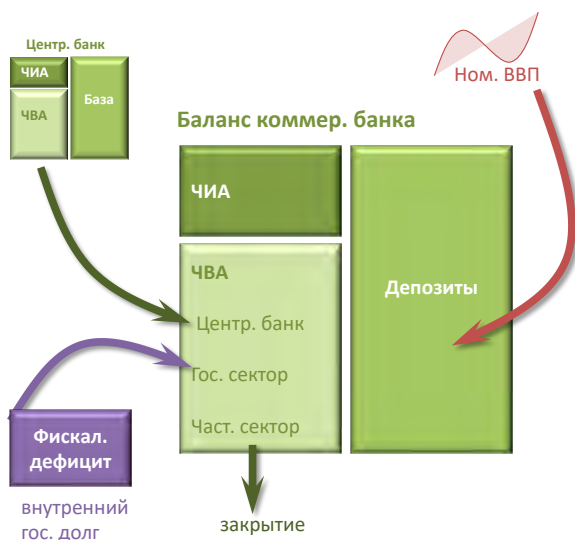 Центр. банк
ЧИА
База
ЧВА
Ном. ВВП
Баланс коммер. банка
ЧИА
ЧВА
Депозиты
Центр. банк
Гос. сектор
Част. сектор
Фискал.
дефицит
внутренний
гос. долг
закрытие